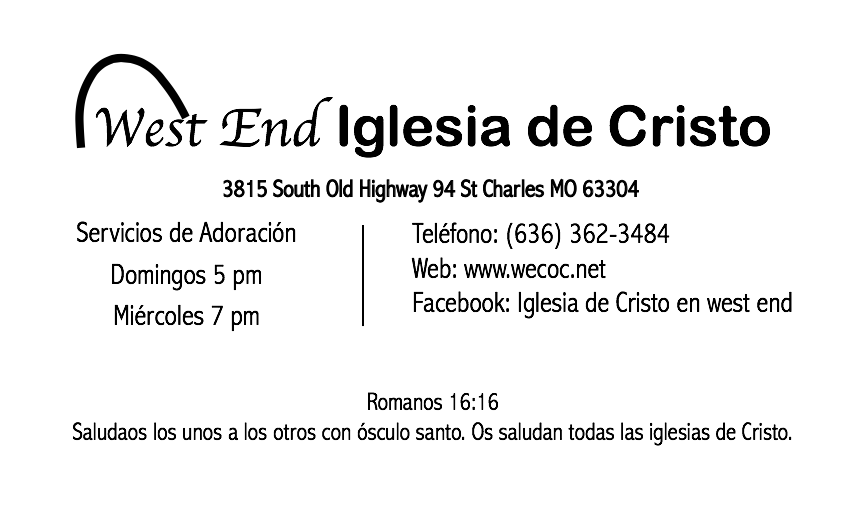 West End Iglesia de Cristo
3815 South Old Highway 94 St Charles MO 63304
Servicios de Adoración
Domingos 5 pm
Miércoles 7 pm
Teléfono: (636) 362-3484
Web: www.wecoc.net
Facebook: Iglesia de Cristo en west end
Romanos 16:16
Saludaos los unos a los otros con ósculo santo. Os saludan todas las iglesias de Cristo.